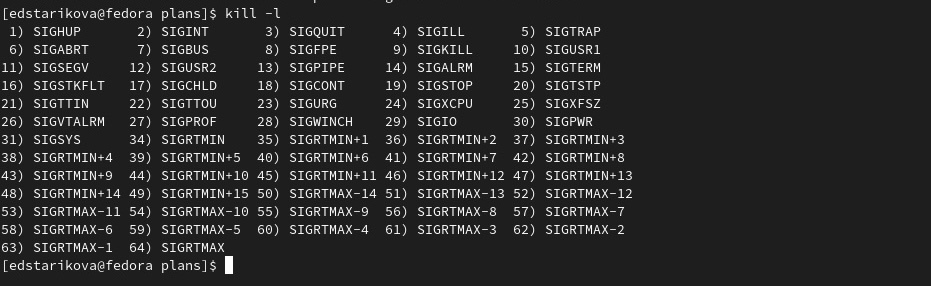 [edstarikova@fedora plans]$ kill -l
 1) SIGHUP       2) SIGINT       3) SIGQUIT      4) SIGILL       5) SIGTRAP
 6) SIGABRT      7) SIGBUS       8) SIGFPE       9) SIGKILL     10) SIGUSR1
11) SIGSEGV     12) SIGUSR2     13) SIGPIPE     14) SIGALRM     15) SIGTERM
16) SIGSTKFLT   17) SIGCHLD     18) SIGCONT     19) SIGSTOP     20) SIGTSTP
21) SIGTTIN     22) SIGTTOU     23) SIGURG      24) SIGXCPU     25) SIGXFSZ
26) SIGVTALRM   27) SIGPROF     28) SIGWINCH    29) SIGIO       30) SIGPWR
31) SIGSYS      34) SIGRTMIN    35) SIGRTMIN+1  36) SIGRTMIN+2  37) SIGRTMIN+3
38) SIGRTMIN+4  39) SIGRTMIN+5  40) SIGRTMIN+6  41) SIGRTMIN+7  42) SIGRTMIN+8
43) SIGRTMIN+9  44) SIGRTMIN+10 45) SIGRTMIN+11 46) SIGRTMIN+12 47) SIGRTMIN+13
48) SIGRTMIN+14 49) SIGRTMIN+15 50) SIGRTMAX-14 51) SIGRTMAX-13 52) SIGRTMAX-12
53) SIGRTMAX-11 54) SIGRTMAX-10 55) SIGRTMAX-9  56) SIGRTMAX-8  57) SIGRTMAX-7
58) SIGRTMAX-6  59) SIGRTMAX-5  60) SIGRTMAX-4  61) SIGRTMAX-3  62) SIGRTMAX-2
63) SIGRTMAX-1  64) SIGRTMAX
[edstarikova@fedora plans]$